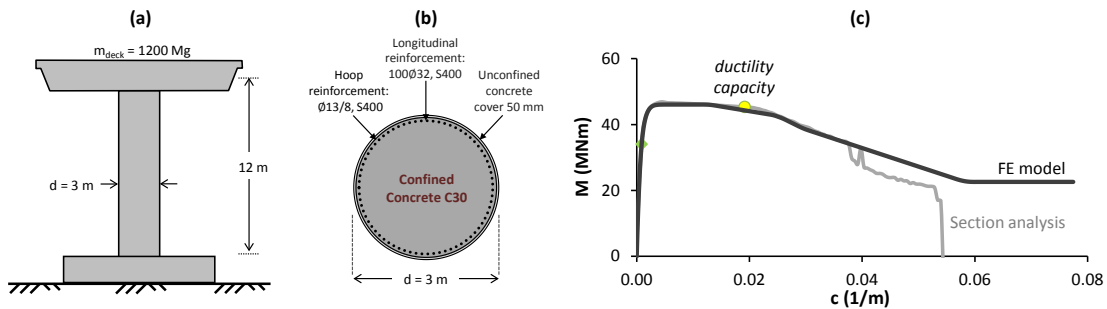 (a)
m_deck = 1200 Mg
12 m
d = 3 m
(b)
Longitudinal
reinforcement:
100Ø32, S400
Hoop
reinforcement:
Ø13/8, S400
Unconfined
concrete
cover 50 mm
Confined
Concrete C30
d = 3 m
(c)
60
40
20
0
M (MNm)
ductility
capacity
FE model
Section analysis
0.00
0.02
0.04
0.06
0.08
c (1/m)